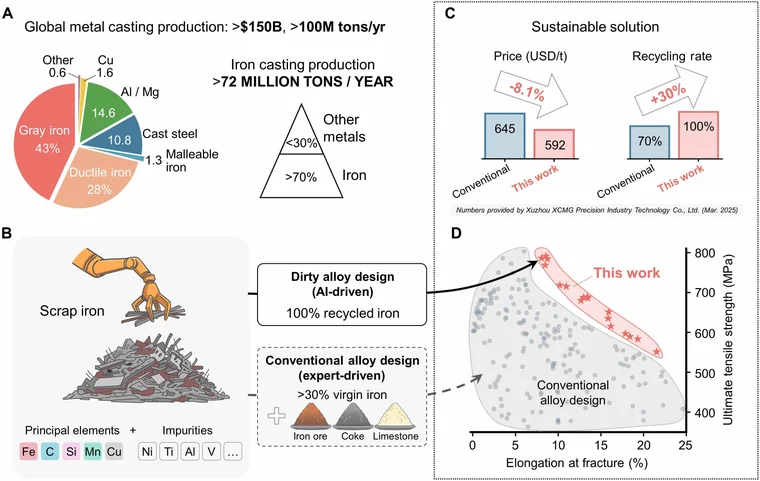 A
Global metal casting production: >$150B, >100M tons/yr
Other
0.6
Cu
1.6
Al / Mg
14.6
Cast steel
10.8
Malleable
iron
1.3
Gray iron
43%
Ductile iron
28%
Iron casting production
>72 MILLION TONS / YEAR
Other
metals
<30%
>70%
Iron
B
Scrap iron
Principal elements + Impurities
Fe C Si Mn Cu Ni Ti Al V ...
Dirty alloy design
(AI-driven)
100% recycled iron
Conventional alloy design
(expert-driven)
>30% virgin iron
+
Iron ore Coke Limestone
C
Sustainable solution
Price (USD/t)
-8.1%
645
592
Conventional
This work
Recycling rate
+30%
70%
100%
Conventional
This work
Numbers provided by Xuzhou XCMG Precision Industry Technology Co., Ltd. (Mar. 2025)
D
This work
Conventional
alloy design
800
700
600
500
400
Ultimate tensile strength (MPa)
0 5 10 15 20 25
Elongation at fracture (%)